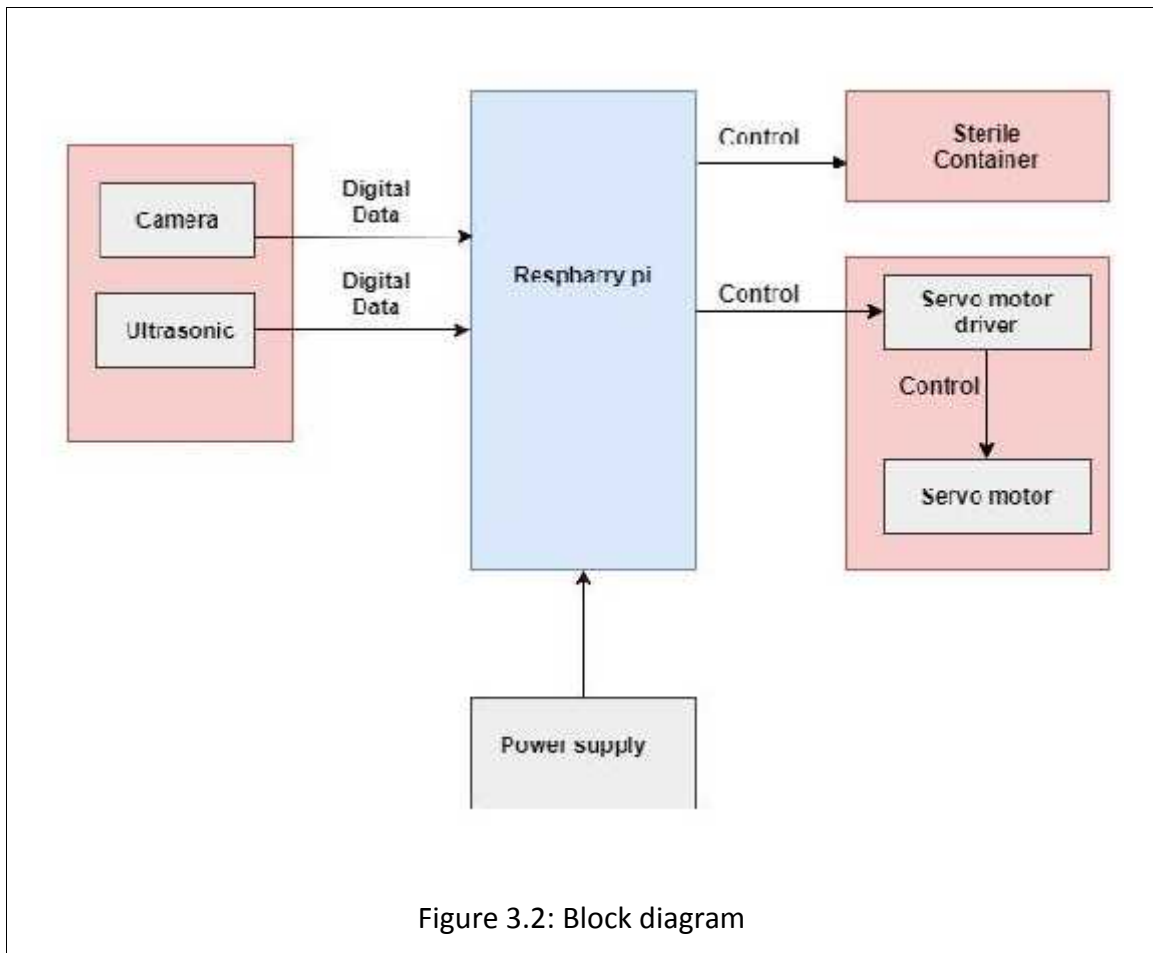 Camera
Ultrasonic
Digital
Data
Digital
Data
Respbarry pi
Control
Control
Sterile
Container
Servo motor
driver
Control
Servo motor
Power supply
Figure 3.2: Block diagram